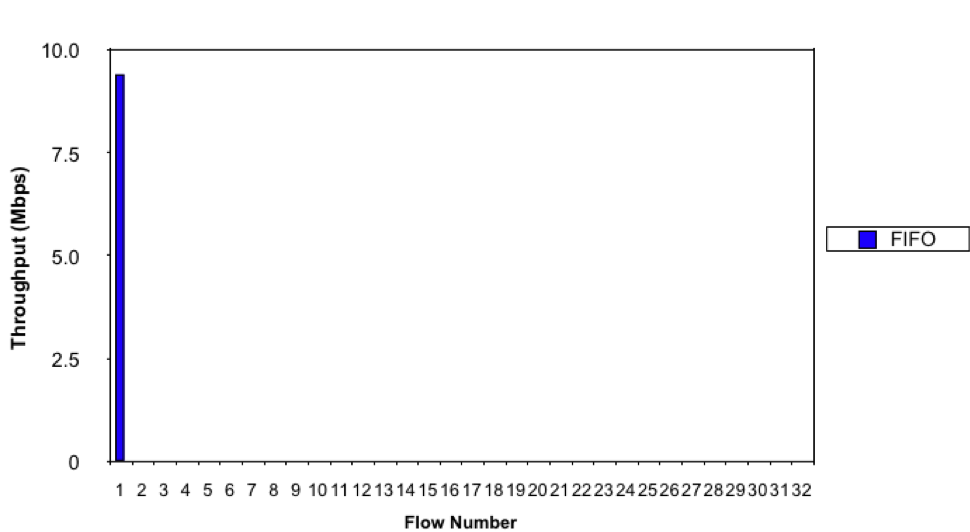 10.0
7.5
5.0
2.5
0
Throughput (Mbps)
1 2 3 4 5 6 7 8 9 10 11 12 13 14 15 16 17 18 19 20 21 22 23 24 25 26 27 28 29 30 31 32
Flow Number
FIFO